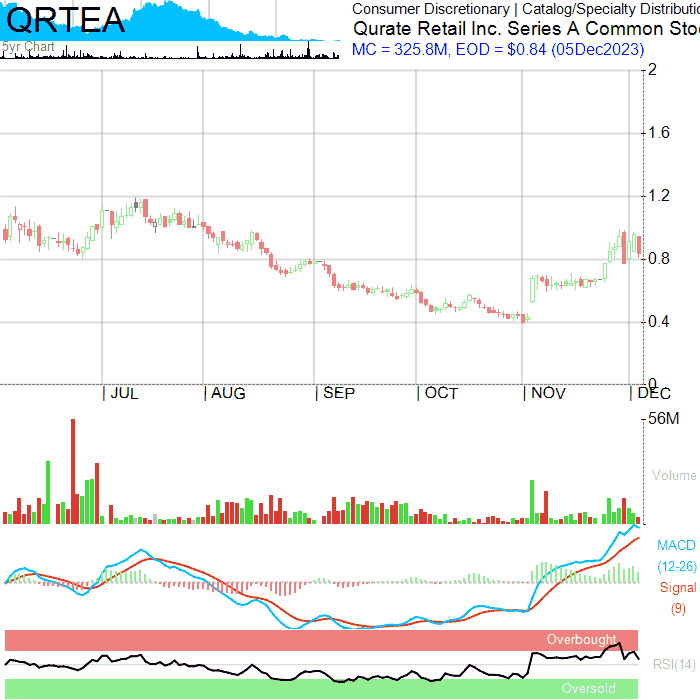 QRTEA
5yr Chart
Consumer Discretionary | Catalog/Specialty Distributio
Qurate Retail Inc. Series A Common Sto
MC = 325.8M, EOD = $0.84 (05Dec2023)
2
1.6
1.2
0.8
0.4
0
| JUL | AUG | SEP | OCT | NOV | DEC
56M
Volume
MACD
(12-26)
Signal
(9)
Overbought
RSI(14)
Oversold